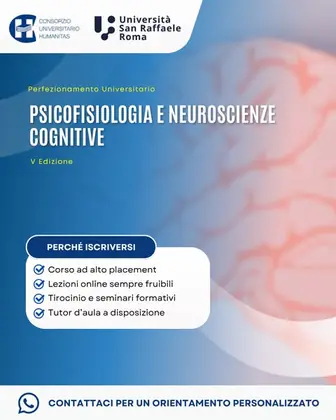 CONSORZIO
UNIVERSITARIO
HUMANITAS
Università
San Raffaele
Roma
Perfezionamento Universitario
PSICOFISIOLOGIA E NEUROSCIENZE
COGNITIVE
V Edizione
PERCHÉ ISCRIVERSI
Corso ad alto placement
Lezioni online sempre fruibili
Tirocinio e seminari formativi
Tutor d'aula a disposizione
CONTATTACI PER UN ORIENTAMENTO PERSONALIZZATO